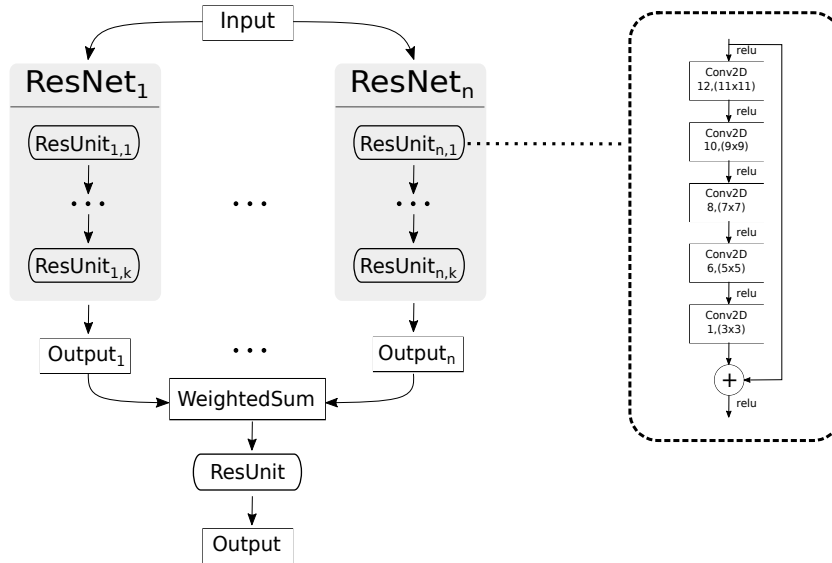 Input
ResNet₁
ResUnit₁,₁
...
ResUnit₁,ₖ
Output₁
...
...
ResNetₙ
ResUnitₙ,₁
...
ResUnitₙ,ₖ
Outputₙ
WeightedSum
ResUnit
Output
relu
Conv2D
12,(11x11)
relu
Conv2D
10,(9x9)
relu
Conv2D
8,(7x7)
relu
Conv2D
6,(5x5)
relu
Conv2D
1,(3x3)
+
relu